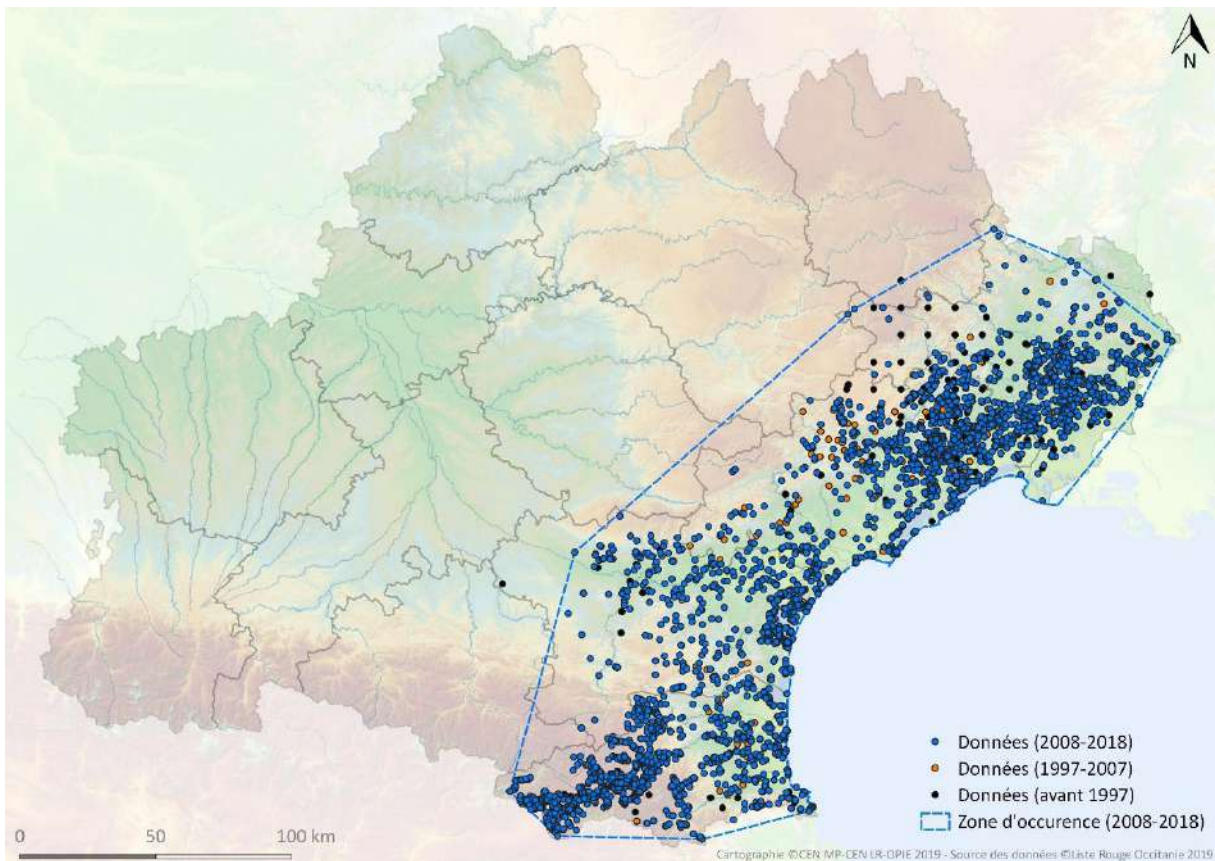 N
Données (2008-2018)
Données (1997-2007)
Données (avant 1997)
Zone d'occurence (2008-2018)
0 50 100 km
Cartographie ©CEN MP-CEN LR-OPIE 2019 - Source des données ©Liste Rouge Occitanie 2019